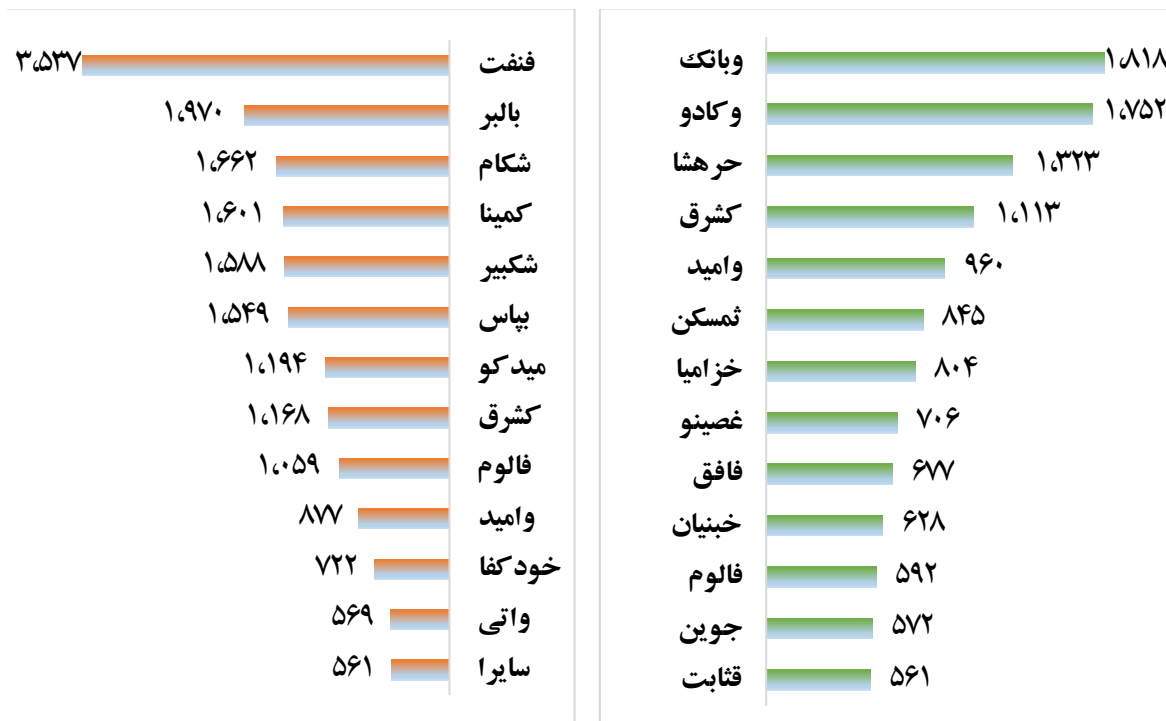 وبانک ۱،۸۱۸
وکادو ۱،۷۵۲
حرهشا ۱،۳۲۳
کشرق ۱،۱۱۳
وامید ۹۶۰
ثمسکن ۸۴۵
خزامیا ۸۰۴
غصینو ۷۰۶
فافق ۶۷۷
خبنیان ۶۲۸
فالوم ۵۹۲
جوین ۵۷۲
قثابت ۵۶۱
فنفت ۳،۵۳۷
بالبر ۱،۹۷۰
شکام ۱،۶۶۲
کمینا ۱،۶۰۱
شکبیر ۱،۵۸۸
بپاس ۱،۵۴۹
میدکو ۱،۱۹۴
کشرق ۱،۱۶۸
فالوم ۱،۰۵۹
وامید ۸۷۷
خودکفا ۷۲۲
واتی ۵۶۹
سایرا ۵۶۱